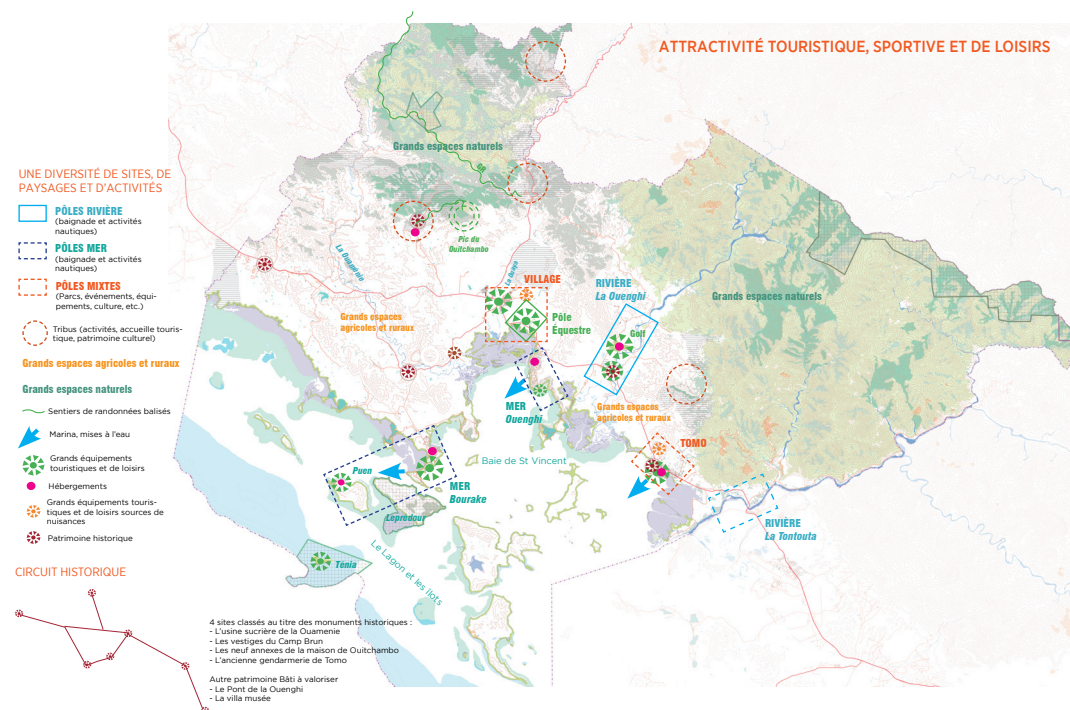 ATTRACTIVITÉ TOURISTIQUE, SPORTIVE ET DE LOISIRS
UNE DIVERSITÉ DE SITES, DE
PAYSAGES ET D'ACTIVITÉS
PÔLES RIVIÈRE
(baignade et activités
nautiques)
PÔLES MER
(baignade et activités
nautiques)
PÔLES MIXTES
(Parcs, événements, équi-
pements, culture, etc.)
Tribus (activités, accueille touris-
tique, patrimoine culturel)
Grands espaces agricoles et ruraux
Grands espaces naturels
Sentiers de randonnées balisés
Marina, mises à l'eau
Grands équipements
touristiques et de loisirs
Hébergements
Grands équipements touris-
tiques et de loisirs sources de
nuisances
Patrimoine historique
CIRCUIT HISTORIQUE
4 sites classés au titre des monuments historiques :
- L'usine sucrière de la Ouamenie
- Les vestiges du Camp Brun
- Les neuf annexes de la maison de Ouitchambo
- L'ancienne gendarmerie de Tomo
Autre patrimoine Bâti à valoriser
- Le Pont de la Ouenghi
- La villa musée
Grands espaces naturels
Pic du
Ouitchambo
La Ouaménie
La Ouaya
VILLAGE
Pôle
Équestre
RIVIÈRE
La Ouenghi
Golf
Grands espaces naturels
Grands espaces
agricoles et ruraux
MER
Ouenghi
Grands espaces
agricoles et ruraux
TOMO
Baie de St Vincent
Puen
MER
Bourake
Leprédour
RIVIÈRE
La Tontouta
Ténia
Le Lagon et les îlots